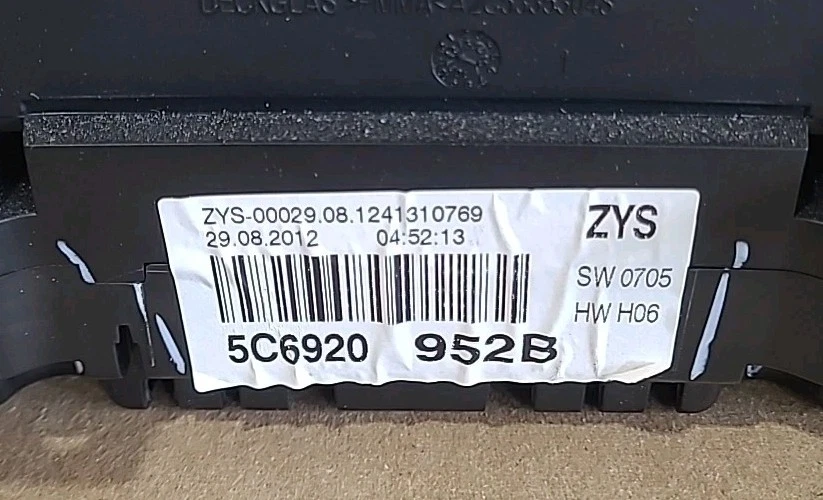 ZYS-00029.08.1241310769
29.08.2012 04:52:13
ZYS
SW 0705
HW H06
5C6920 952B